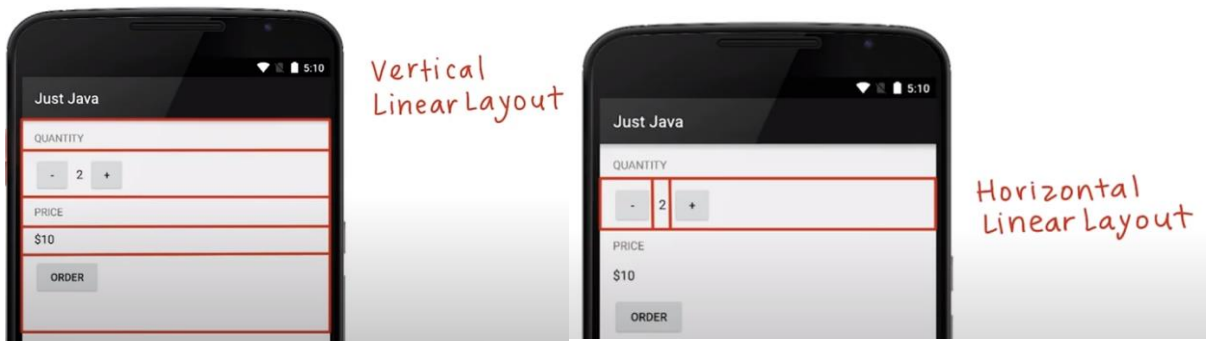 5:10
Just Java
QUANTITY
- 2 +
PRICE
$10
ORDER
Vertical
Linear Layout
5:10
Just Java
QUANTITY
- 2 +
PRICE
$10
ORDER
Horizontal
Linear Layout